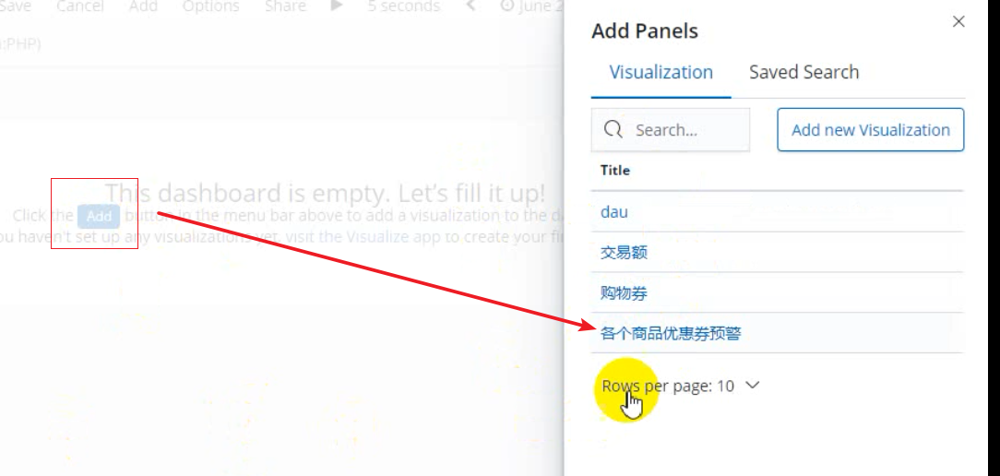 Save Cancel Add Options Share 5 seconds June 2
:PHP)
This dashboard is empty. Let's fill it up!
Click the Add button in the menu bar above to add a visualization to the da
ou haven't set up any visualizations yet, visit the Visualize app to create your fi
Add Panels
Visualization Saved Search
Search... Add new Visualization
Title
dau
交易额
购物券
各个商品优惠券预警
Rows per page: 10